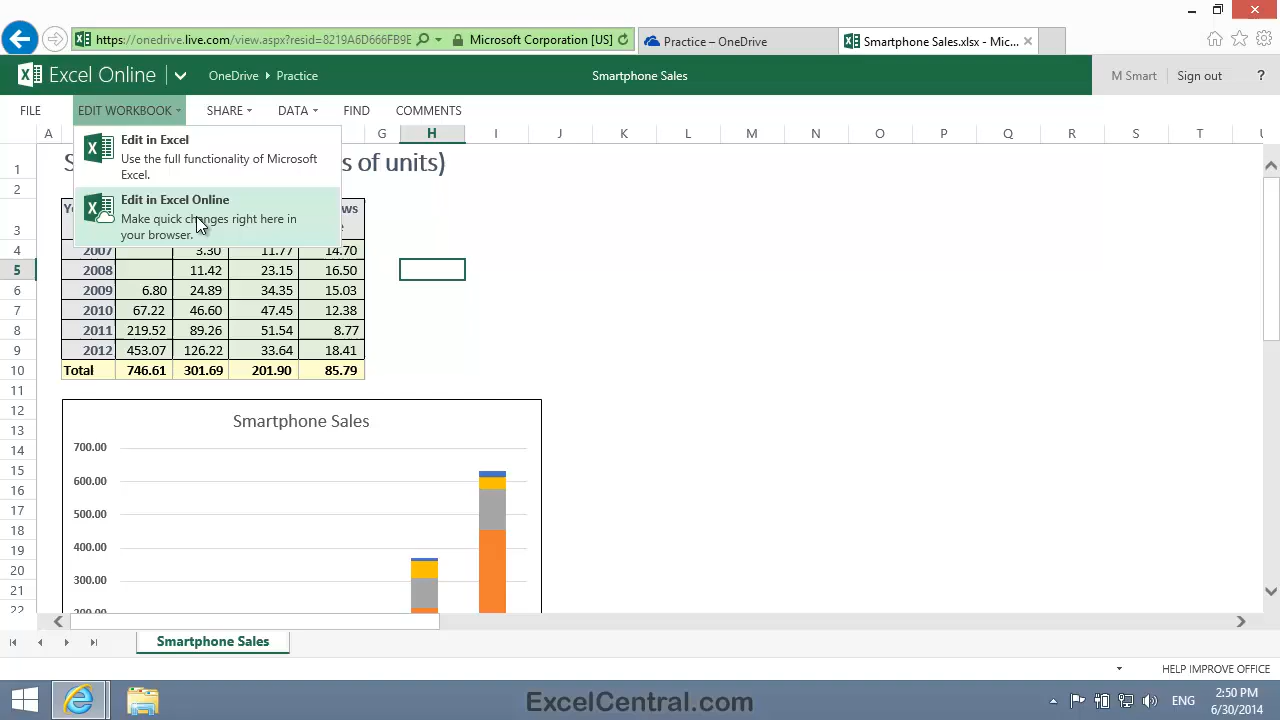 https://onedrive.live.com/view.aspx?resid=8219A6D666FB9E
Microsoft Corporation [US]
Practice – OneDrive
Smartphone Sales.xlsx - Mic...
Excel Online
OneDrive
Practice
Smartphone Sales
M Smart
Sign out
?
FILE
EDIT WORKBOOK
SHARE
DATA
FIND
COMMENTS
Edit in Excel
Use the full functionality of Microsoft
Excel.
Edit in Excel Online
Make quick changes right here in
your browser.
A G H I J K L M N O P Q R S T
1 s of units)
2
3
4 2007 3.30 11.77 14.70
5 2008 11.42 23.15 16.50
6 2009 6.80 24.89 34.35 15.03
7 2010 67.22 46.60 47.45 12.38
8 2011 219.52 89.26 51.54 8.77
9 2012 453.07 126.22 33.64 18.41
10 Total 746.61 301.69 201.90 85.79
11
12
13
14
15
16
17
18
19
20
21
22
Smartphone Sales
700.00
600.00
500.00
400.00
300.00
200.00
Smartphone Sales
HELP IMPROVE OFFICE
ExcelCentral.com
ENG
2:50 PM
6/30/2014